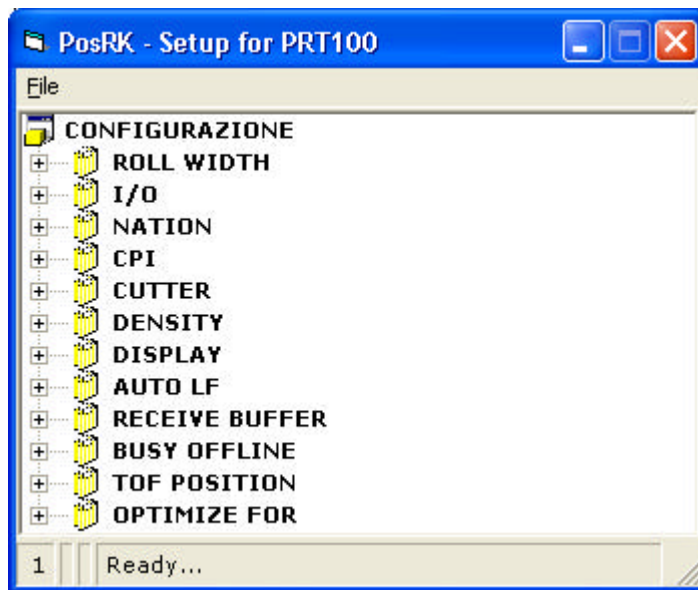 PosRK - Setup for PRT100
File
CONFIGURAZIONE
ROLL WIDTH
I/O
NATION
CPI
CUTTER
DENSITY
DISPLAY
AUTO LF
RECEIVE BUFFER
BUSY OFFLINE
TOF POSITION
OPTIMIZE FOR
1 Ready...